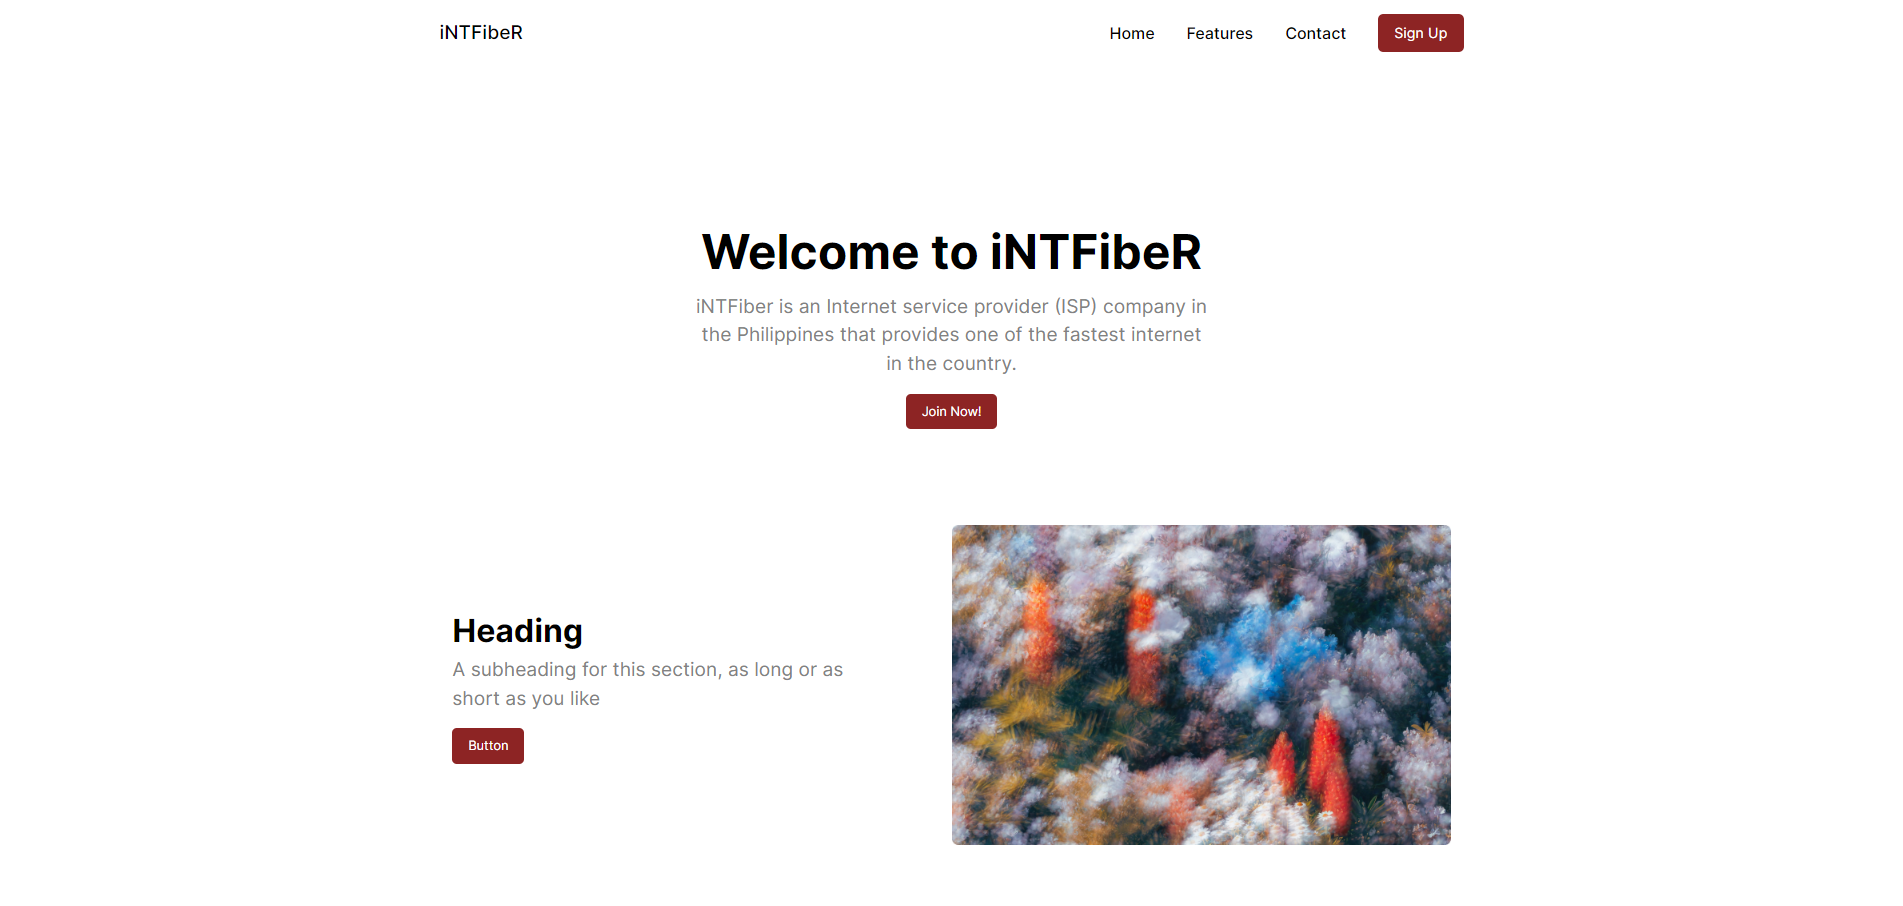 iNTFibeR
Home
Features
Contact
Sign Up
Welcome to iNTFibeR
iNTFiber is an Internet service provider (ISP) company in
the Philippines that provides one of the fastest internet
in the country.
Join Now!
Heading
A subheading for this section, as long or as
short as you like
Button